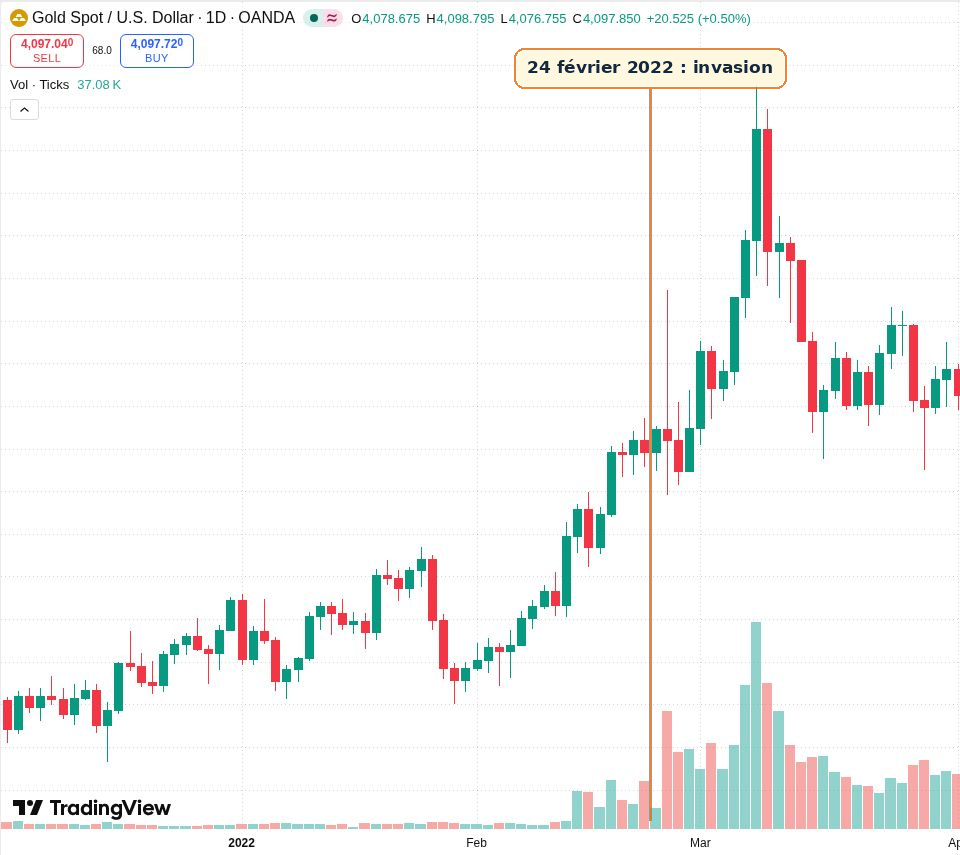 Gold Spot / U.S. Dollar · 1D · OANDA O4,078.675 H4,098.795 L4,076.755 C4,097.850 +20.525 (+0.50%)
4,097.040 68.0 4,097.720
SELL BUY
24 février 2022 : invasion
Vol · Ticks 37.08 K
TradingView
2022 Feb Mar Ap